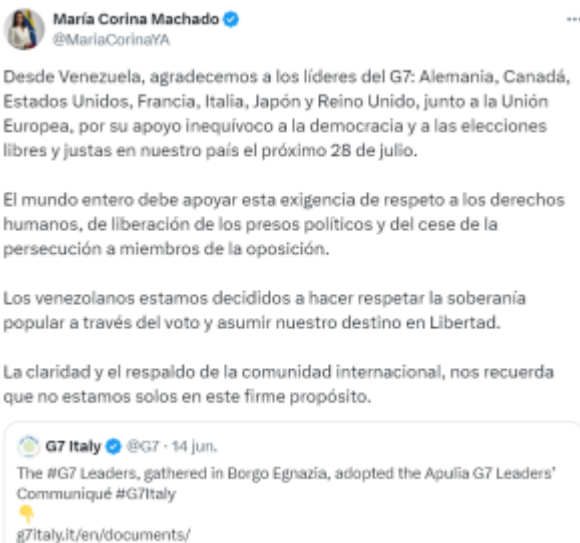 María Corina Machado
@MariaCorinaYA
Desde Venezuela, agradecemos a los líderes del G7: Alemania, Canadá,
Estados Unidos, Francia, Italia, Japón y Reino Unido, junto a la Unión
Europea, por su apoyo inequívoco a la democracia y a las elecciones
libres y justas en nuestro país el próximo 28 de julio.
El mundo entero debe apoyar esta exigencia de respeto a los derechos
humanos, de liberación de los presos políticos y del cese de la
persecución a miembros de la oposición.
Los venezolanos estamos decididos a hacer respetar la soberanía
popular a través del voto y asumir nuestro destino en Libertad.
La claridad y el respaldo de la comunidad internacional, nos recuerda
que no estamos solos en este firme propósito.
G7 Italy @G7 · 14 jun.
The #G7 Leaders, gathered in Borgo Egnazia, adopted the Apulia G7 Leaders'
Communiqué #G7Italy
👇
g7italy.it/en/documents/